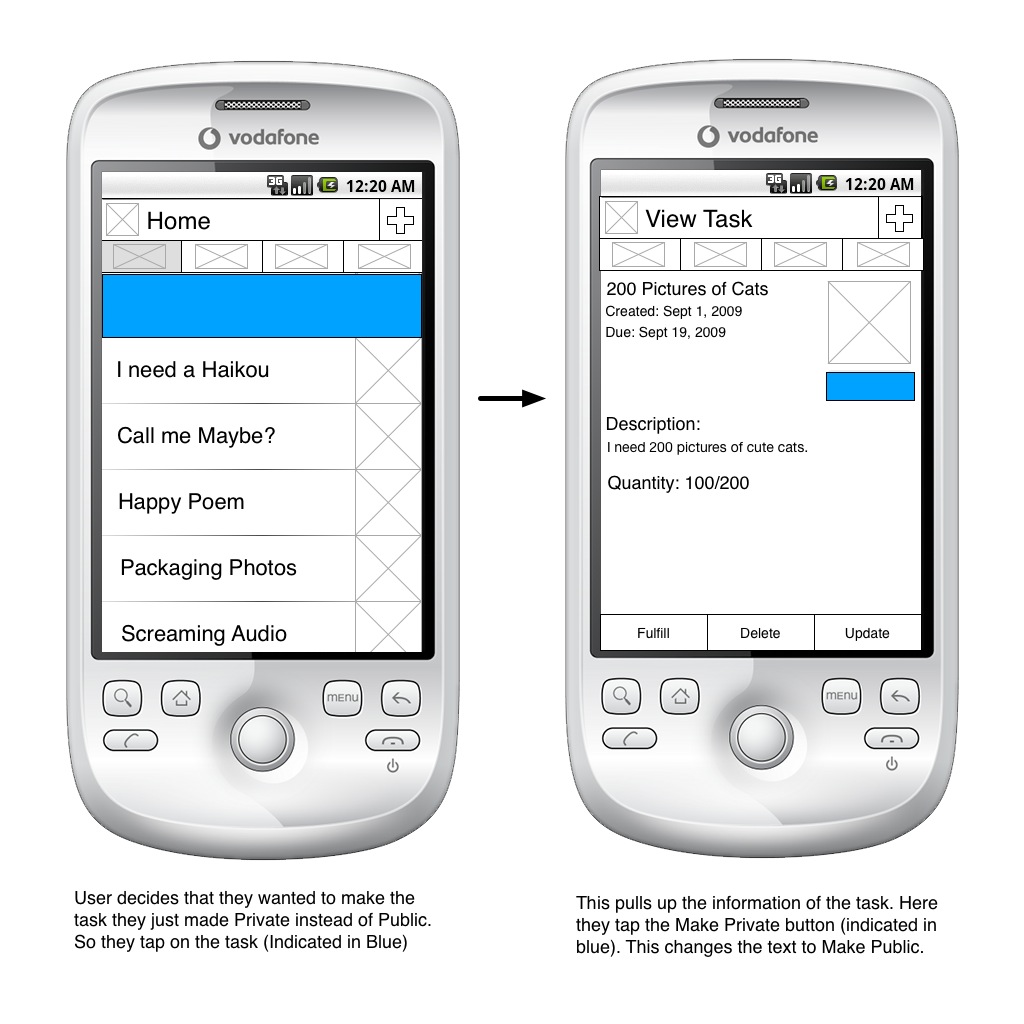 vodafone
3G 12:20 AM
Home
I need a Haikou
Call me Maybe?
Happy Poem
Packaging Photos
Screaming Audio
MENU
User decides that they wanted to make the
task they just made Private instead of Public.
So they tap on the task (Indicated in Blue)
vodafone
3G 12:20 AM
View Task
200 Pictures of Cats
Created: Sept 1, 2009
Due: Sept 19, 2009
Description:
I need 200 pictures of cute cats.
Quantity: 100/200
Fulfill Delete Update
MENU
This pulls up the information of the task. Here
they tap the Make Private button (indicated in
blue). This changes the text to Make Public.